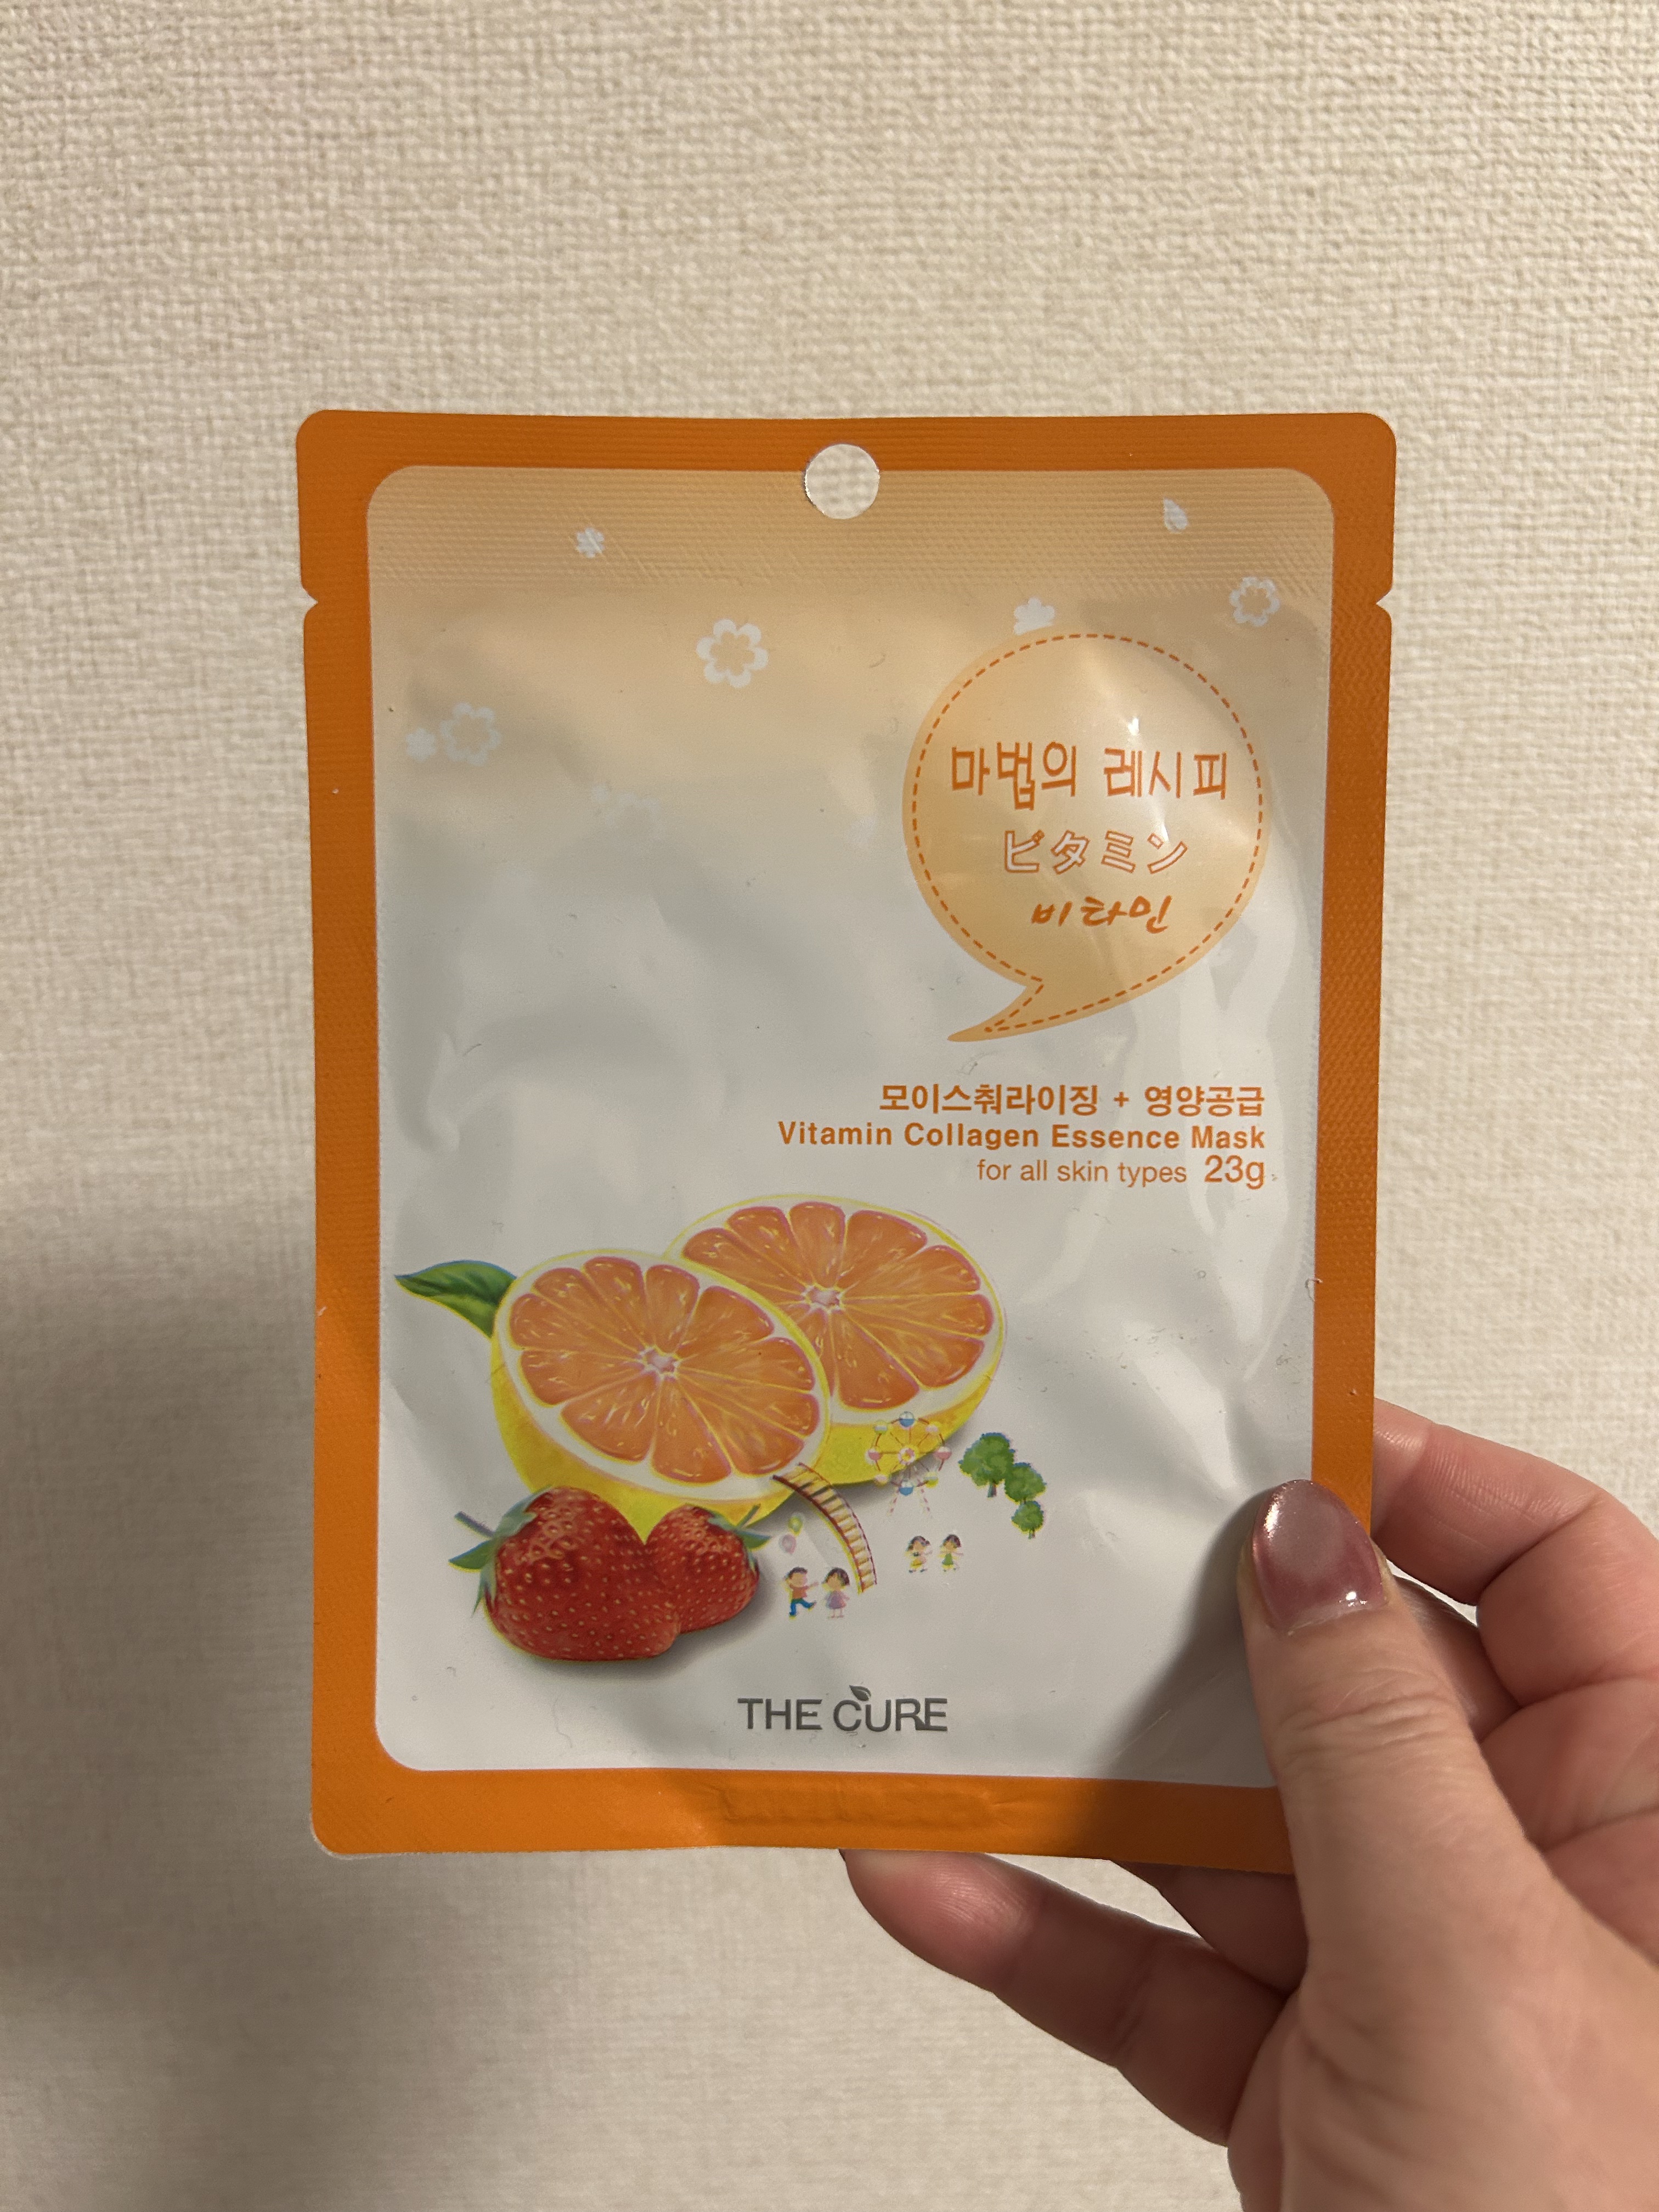 마법의 레시피
ビタミン
비타민
모이스춰라이징 + 영양공급
Vitamin Collagen Essence Mask
for all skin types 23g
THE CURE